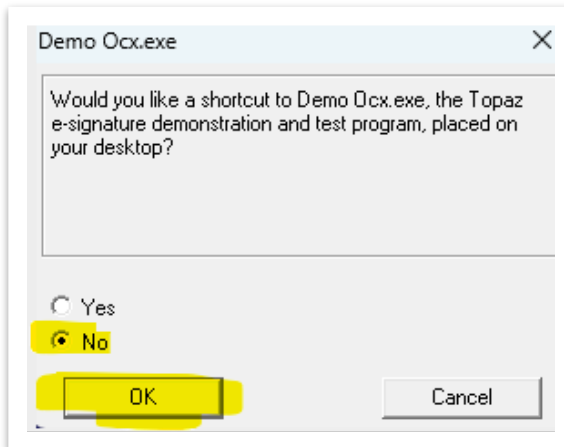 Demo Ocx.exe
Would you like a shortcut to Demo Ocx.exe, the Topaz
e-signature demonstration and test program, placed on
your desktop?
Yes
No
OK
Cancel